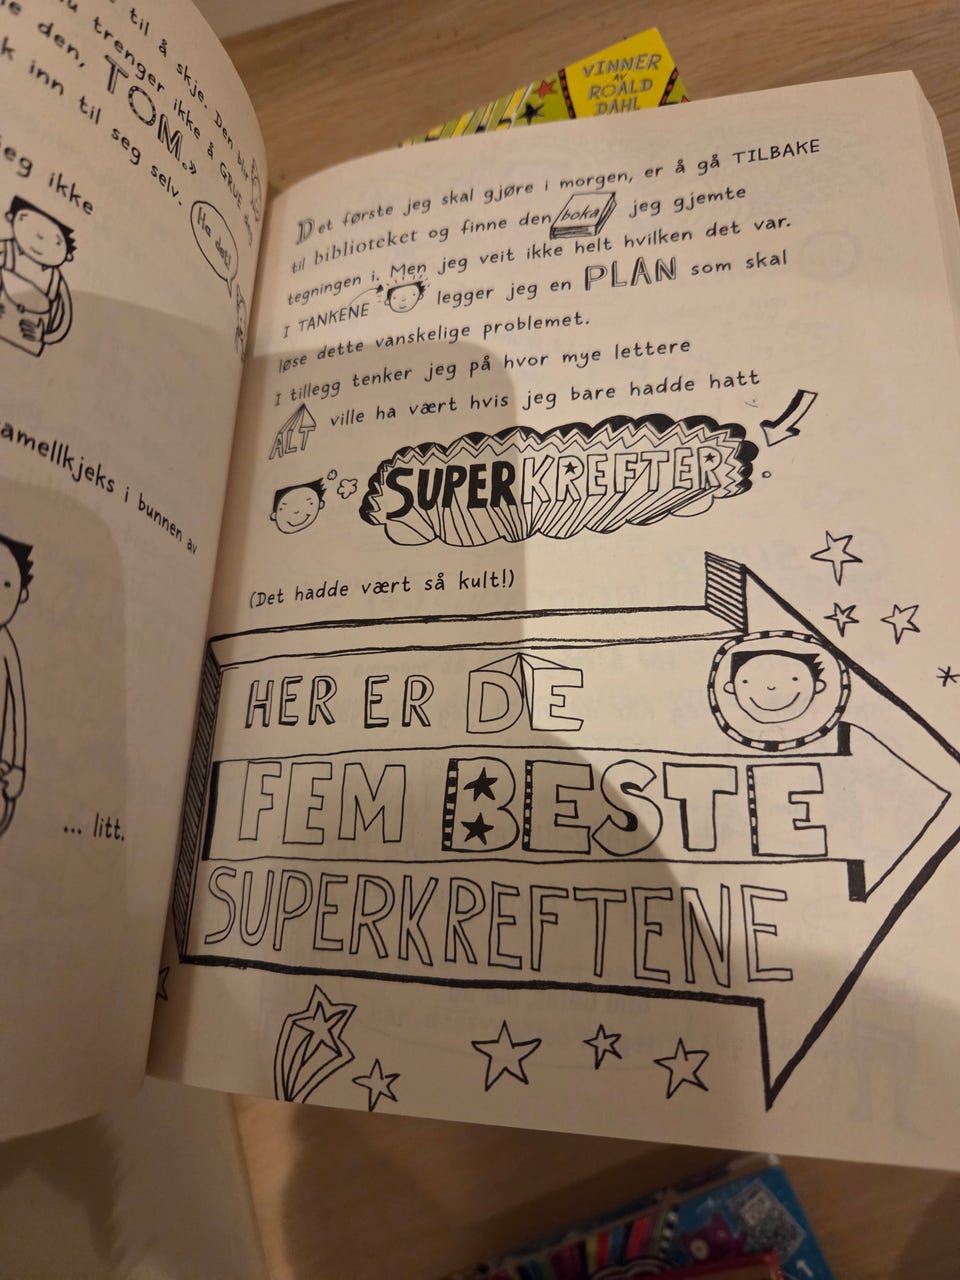 til å skje. Den blir
du trenger ikke å GRUE deg
den, TOM.»
inn til seg selv.
jeg ikke
Ha det!
kjeks i bunnen av
... litt.
VINNER
AV
ROALD
DAHL
Det første jeg skal gjøre i morgen, er å gå TILBAKE
til biblioteket og finne den boka jeg gjemte
tegningen i. Men jeg veit ikke helt hvilken det var.
I TANKENE legger jeg en PLAN som skal
løse dette vanskelige problemet.
I tillegg tenker jeg på hvor mye lettere
ALT ville ha vært hvis jeg bare hadde hatt
SUPERKREFTER
(Det hadde vært så kult!)
HER ER DE
FEM BESTE
SUPERKREFTENE
1